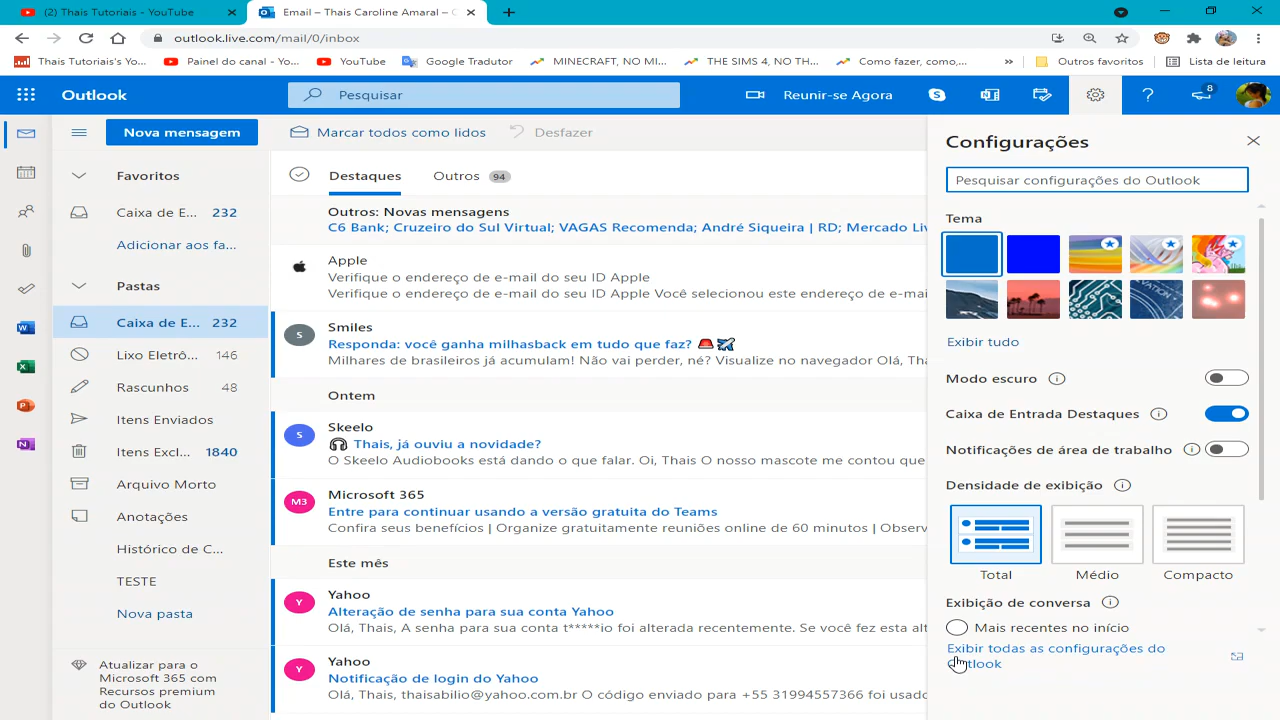 (2) Thais Tutoriais - YouTube
Email – Thais Caroline Amaral – O
outlook.live.com/mail/0/inbox
Thais Tutoriais's Yo...
Painel do canal - Yo...
YouTube
Google Tradutor
MINECRAFT, NO MI...
THE SIMS 4, NO TH...
Como fazer, como,...
»
Outros favoritos
Lista de leitura
Outlook
Pesquisar
Reunir-se Agora
8
Nova mensagem
Marcar todos como lidos
Desfazer
Favoritos
Caixa de E... 232
Adicionar aos fa...
Pastas
Caixa de E... 232
Lixo Eletrô... 146
Rascunhos 48
Itens Enviados
Itens Excl... 1840
Arquivo Morto
Anotações
Histórico de C...
TESTE
Nova pasta
Atualizar para o
Microsoft 365 com
Recursos premium
do Outlook
Destaques
Outros 94
Outros: Novas mensagens
C6 Bank; Cruzeiro do Sul Virtual; VAGAS Recomenda; André Siqueira | RD; Mercado Liv
Apple
Verifique o endereço de e-mail do seu ID Apple
Verifique o endereço de e-mail do seu ID Apple Você selecionou este endereço de e-mai
S
Smiles
Responda: você ganha milhasback em tudo que faz?
Milhares de brasileiros já acumulam! Não vai perder, né? Visualize no navegador Olá, Tha
Ontem
S
Skeelo
Thais, já ouviu a novidade?
O Skeelo Audiobooks está dando o que falar. Oi, Thais O nosso mascote me contou que
M3
Microsoft 365
Entre para continuar usando a versão gratuita do Teams
Confira seus benefícios | Organize gratuitamente reuniões online de 60 minutos | Observ
Este mês
Y
Yahoo
Alteração de senha para sua conta Yahoo
Olá, Thais, A senha para sua conta t*****io foi alterada recentemente. Se você fez esta alt
Y
Yahoo
Notificação de login do Yahoo
Olá, Thais, thaisabilio@yahoo.com.br O código enviado para +55 31994557366 foi usado
Configurações
Pesquisar configurações do Outlook
Tema
Exibir tudo
Modo escuro
Caixa de Entrada Destaques
Notificações de área de trabalho
Densidade de exibição
Total
Médio
Compacto
Exibição de conversa
Mais recentes no início
Exibir todas as configurações do
Outlook